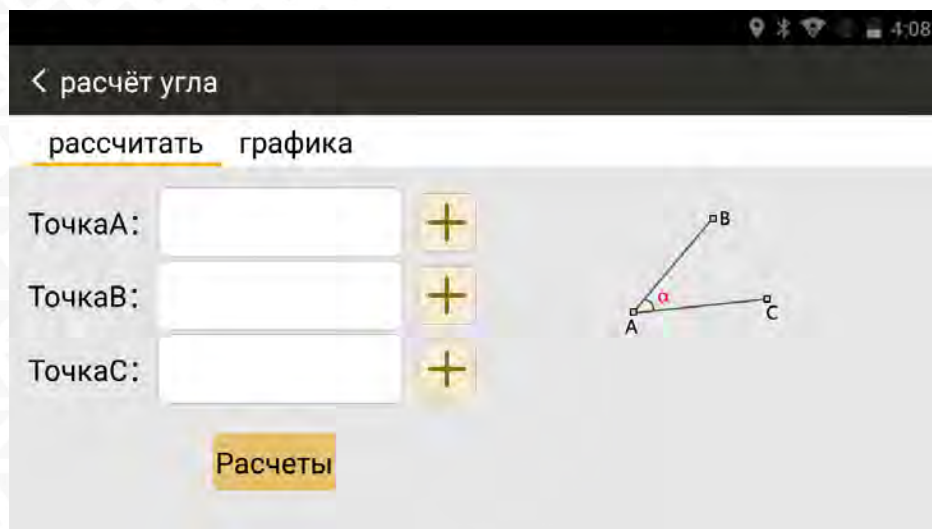 4:08
расчёт угла
рассчитать графика
ТочкаA:
ТочкаB:
ТочкаC:
Расчеты
B
α
A
C